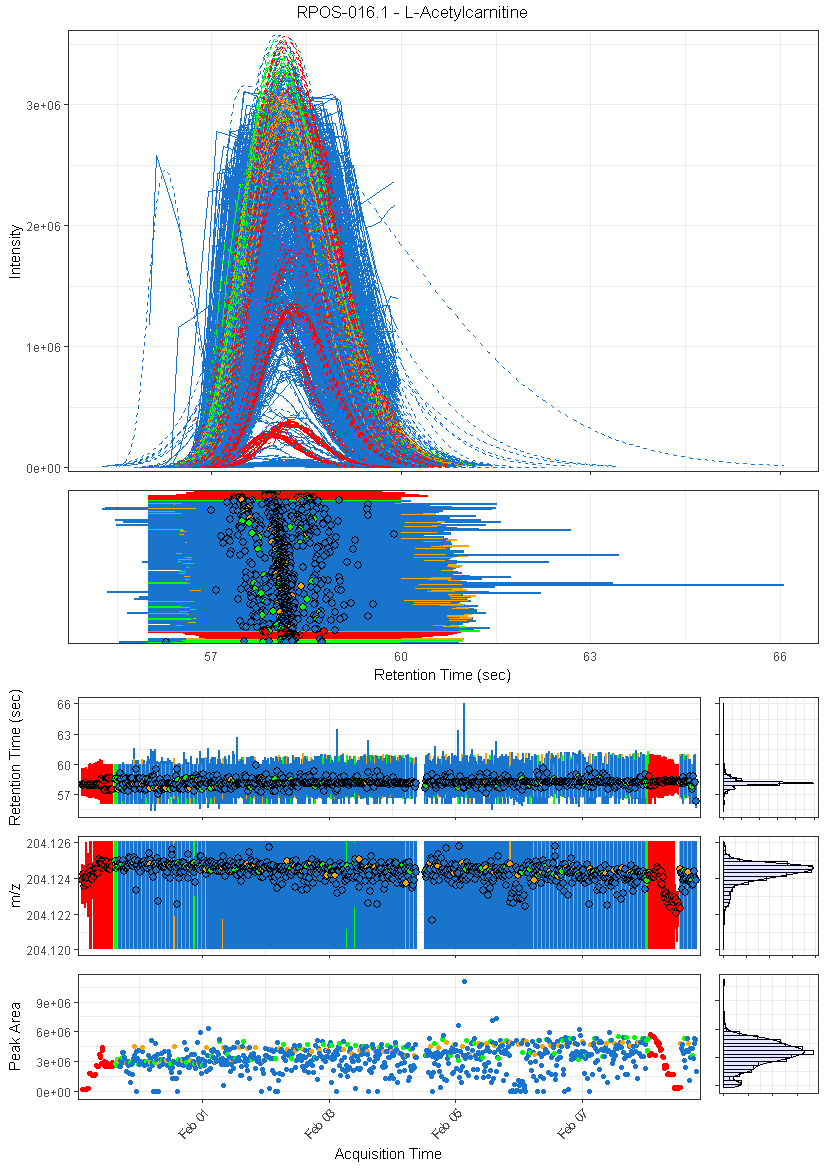 RPOS-016.1 - L-Acetylcarnitine
3e+06
2e+06
1e+06
0e+00
Intensity
57 60 63 66
Retention Time (sec)
66
63
60
57
Retention Time (sec)
204.126
204.124
204.122
204.120
m/z
9e+06
6e+06
3e+06
0e+00
Peak Area
Feb 01 Feb 03 Feb 05 Feb 07
Acquisition Time